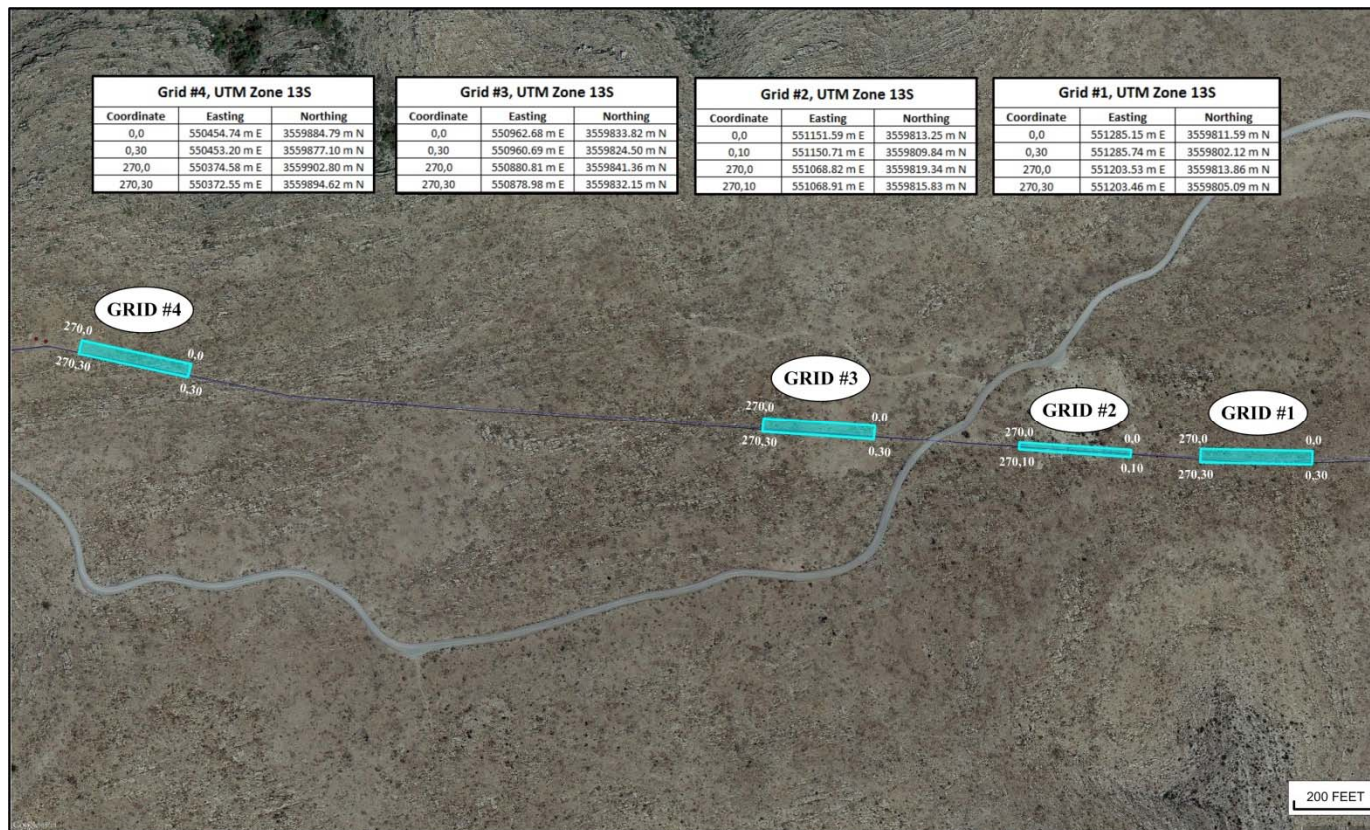 Grid #4, UTM Zone 13S
Coordinate Easting Northing
0,0 550454.74 m E 3559884.79 m N
0,30 550453.20 m E 3559877.10 m N
270,0 550374.58 m E 3559902.80 m N
270,30 550372.55 m E 3559894.62 m N
Grid #3, UTM Zone 13S
Coordinate Easting Northing
0,0 550962.68 m E 3559833.82 m N
0,30 550960.69 m E 3559824.50 m N
270,0 550880.81 m E 3559841.36 m N
270,30 550878.98 m E 3559832.15 m N
Grid #2, UTM Zone 13S
Coordinate Easting Northing
0,0 551151.59 m E 3559813.25 m N
0,10 551150.71 m E 3559809.84 m N
270,0 551068.82 m E 3559819.34 m N
270,10 551068.91 m E 3559815.83 m N
Grid #1, UTM Zone 13S
Coordinate Easting Northing
0,0 551285.15 m E 3559811.59 m N
0,30 551285.74 m E 3559802.12 m N
270,0 551203.53 m E 3559813.86 m N
270,30 551203.46 m E 3559805.09 m N
GRID #4
270,0
0,0
270,30
0,30
GRID #3
270,0
0,0
270,30
0,30
GRID #2
270,0
0,0
270,10
0,10
GRID #1
270,0
0,0
270,30
0,30
200 FEET